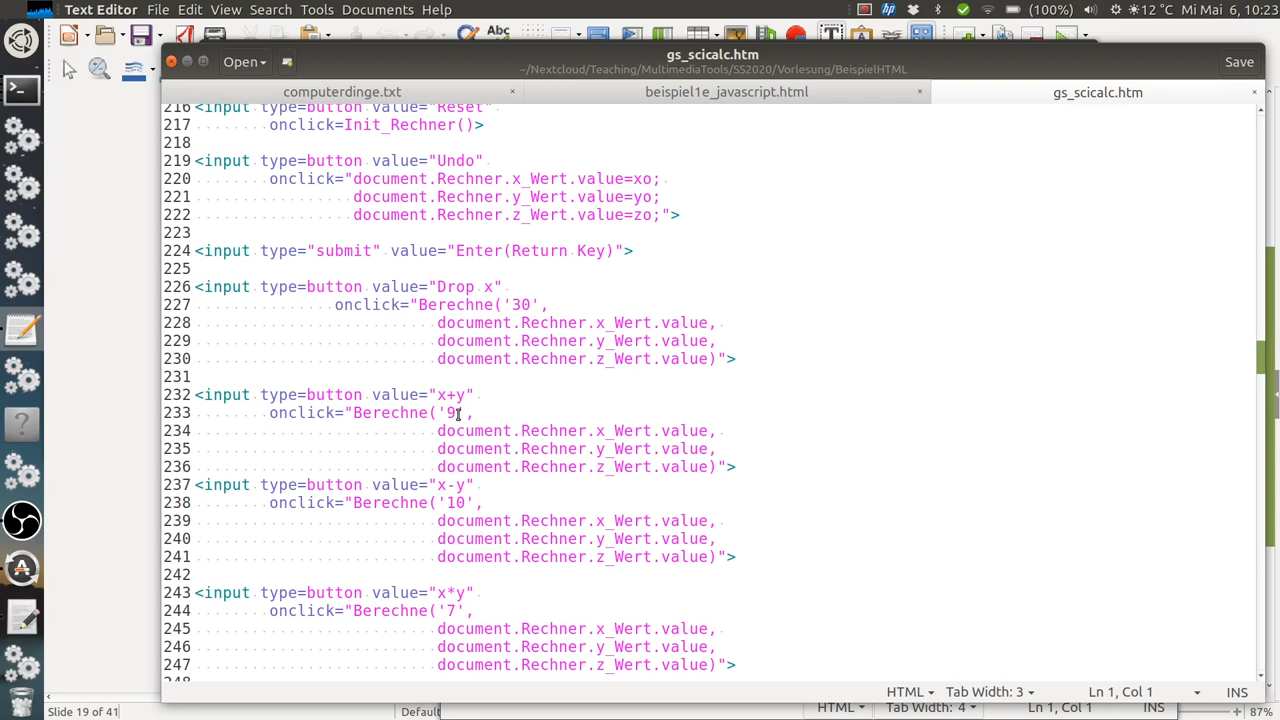 Text Editor File Edit View Search Tools Documents Help (100%) 12 °C Mi Mai 6, 10:23
Abc
Open gs_scicalc.htm Save
~/Nextcloud/Teaching/MultimediaTools/SS2020/Vorlesung/BeispielHTML
computerdinge.txt × beispiel1e_javascript.html × gs_scicalc.htm ×
216 <input type=button value="Reset"
217 onclick=Init_Rechner()>
218
219 <input type=button value="Undo"
220 onclick="document.Rechner.x_Wert.value=xo;
221 document.Rechner.y_Wert.value=yo;
222 document.Rechner.z_Wert.value=zo;">
223
224 <input type="submit" value="Enter(Return Key)">
225
226 <input type=button value="Drop x"
227 onclick="Berechne('30',
228 document.Rechner.x_Wert.value,
229 document.Rechner.y_Wert.value,
230 document.Rechner.z_Wert.value)">
231
232 <input type=button value="x+y"
233 onclick="Berechne('9',
234 document.Rechner.x_Wert.value,
235 document.Rechner.y_Wert.value,
236 document.Rechner.z_Wert.value)">
237 <input type=button value="x-y"
238 onclick="Berechne('10',
239 document.Rechner.x_Wert.value,
240 document.Rechner.y_Wert.value,
241 document.Rechner.z_Wert.value)">
242
243 <input type=button value="x*y"
244 onclick="Berechne('7',
245 document.Rechner.x_Wert.value,
246 document.Rechner.y_Wert.value,
247 document.Rechner.z_Wert.value)">
HTML Tab Width: 3 Ln 1, Col 1 INS
Slide 19 of 41 Default HTML Tab Width: 4 Ln 1, Col 1 INS 87%